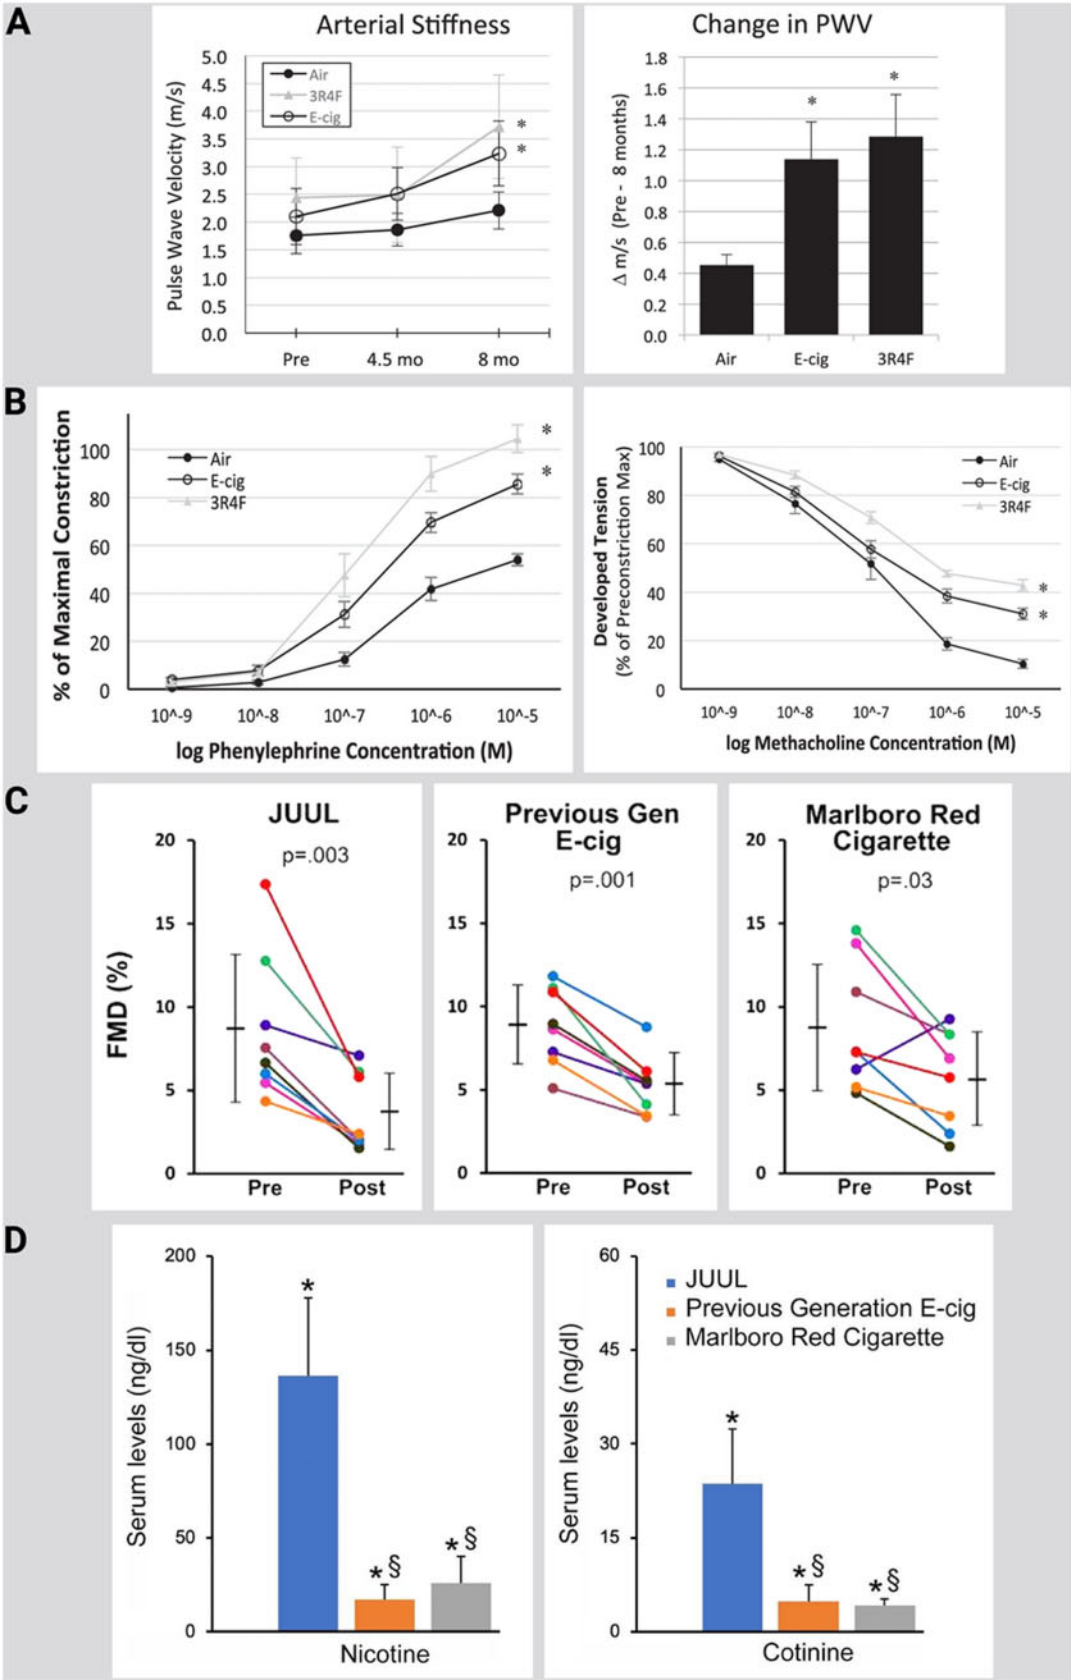 A
Arterial Stiffness
Pulse Wave Velocity (m/s)
5.0
4.5
4.0
3.5
3.0
2.5
2.0
1.5
1.0
0.5
0.0
Air
3R4F
E-cig
*
*
Pre 4.5 mo 8 mo
Change in PWV
Δ m/s (Pre - 8 months)
1.8
1.6
1.4
1.2
1.0
0.8
0.6
0.4
0.2
0.0
*
*
Air E-cig 3R4F
B
% of Maximal Constriction
100
80
60
40
20
0
Air
E-cig
3R4F
*
*
10^-9 10^-8 10^-7 10^-6 10^-5
log Phenylephrine Concentration (M)
Developed Tension
(% of Preconstriction Max)
100
80
60
40
20
0
Air
E-cig
3R4F
*
*
10^-9 10^-8 10^-7 10^-6 10^-5
log Methacholine Concentration (M)
C
JUUL
p=.003
FMD (%)
20
15
10
5
0
Pre Post
Previous Gen
E-cig
p=.001
20
15
10
5
0
Pre Post
Marlboro Red
Cigarette
p=.03
20
15
10
5
0
Pre Post
D
Serum levels (ng/dl)
200
150
100
50
0
*
*§
*§
Nicotine
Serum levels (ng/dl)
60
45
30
15
0
JUUL
Previous Generation E-cig
Marlboro Red Cigarette
*
*§
*§
Cotinine